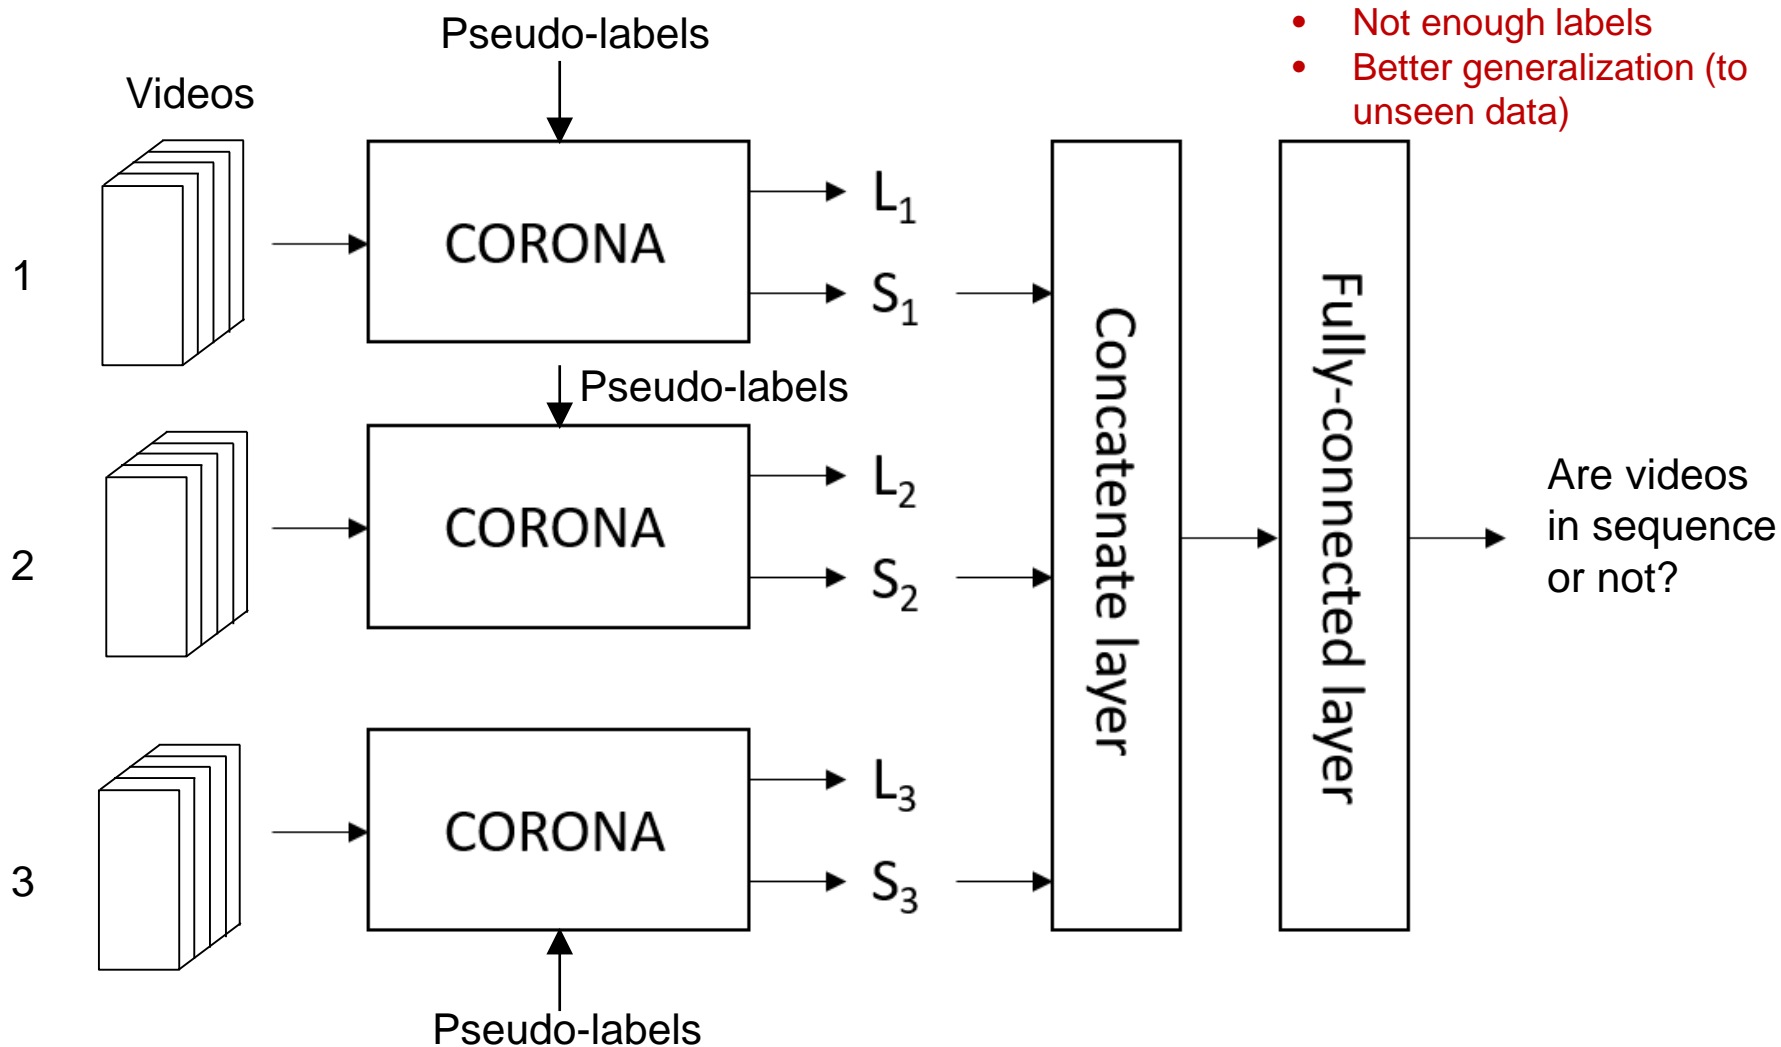 Pseudo-labels
• Not enough labels
• Better generalization (to
unseen data)
Videos
1
CORONA
L1
S1
Pseudo-labels
2
CORONA
L2
S2
3
CORONA
L3
S3
Pseudo-labels
Concatenate layer
Fully-connected layer
Are videos
in sequence
or not?